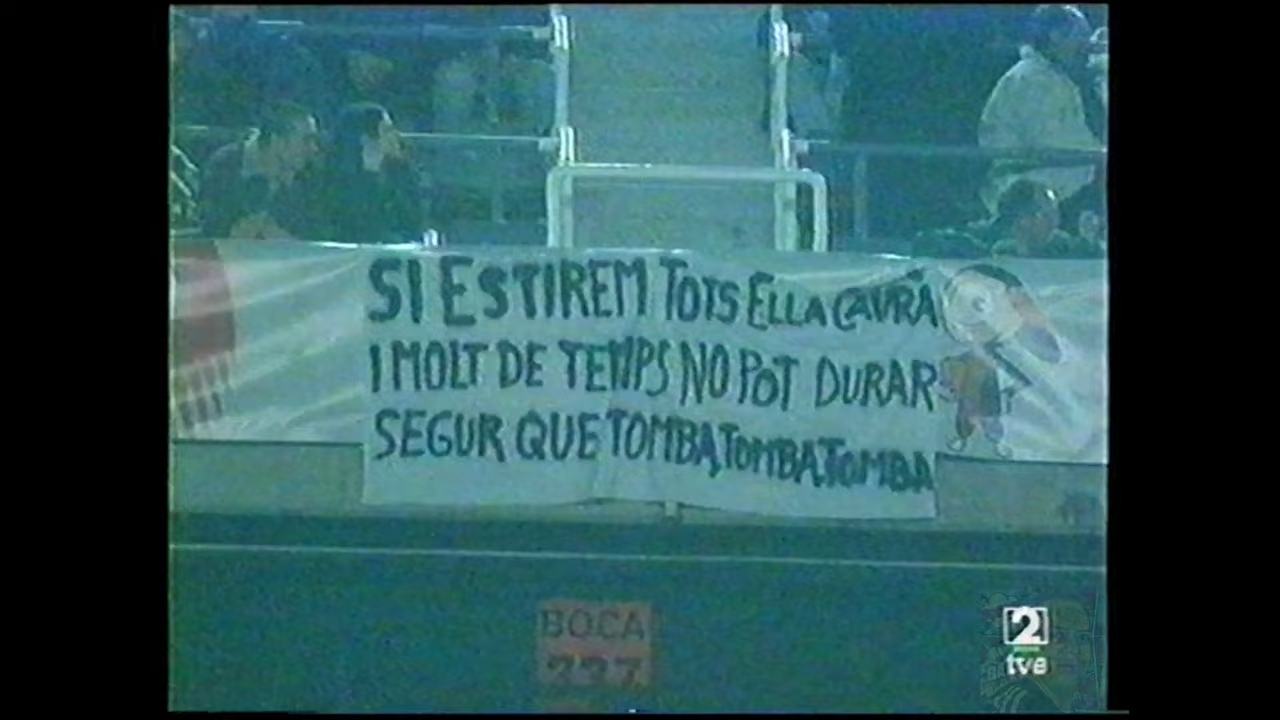 SI ESTIREM TOTS ELLA CAURÀ
I MOLT DE TEMPS NO POT DURAR
SEGUR QUE TOMBA, TOMBA, TOMBA
BOCA
237
2
tve